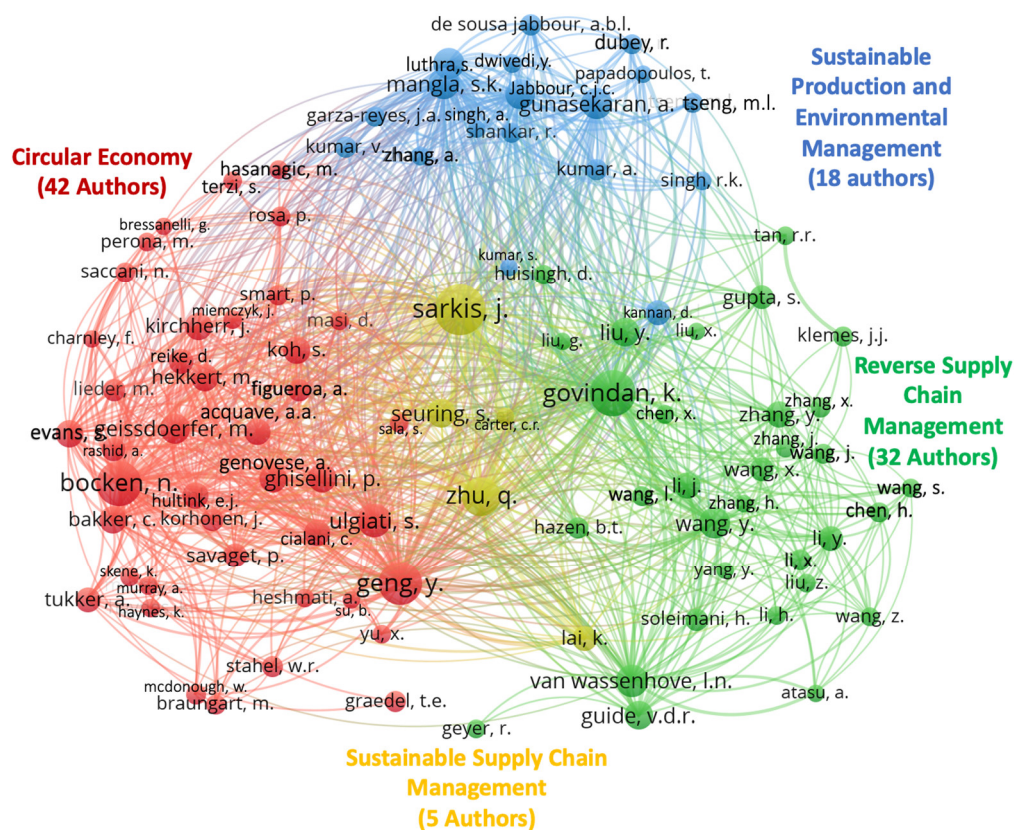 de sousa jabbour, a.b.l.
dubey, r.
luthra,s.
dwivedi,y.
papadopoulos, t.
mangla, s.k.
Jabbour, c.j.c.
gunasekaran, a.
tseng, m.l.
garza-reyes, j.a.
singh, a.
shankar, r.
kumar, v.
zhang, a.
kumar, a.
singh, r.k.
Sustainable
Production and
Environmental
Management
(18 authors)
Circular Economy
(42 Authors)
hasanagic, m.
terzi, s.
rosa, p.
bressanelli, g.
perona, m.
saccani, n.
smart, p.
miemczyk, j.
kirchherr, j.
masi, d.
charnley, f.
reike, d.
koh, s.
hekkert, m.
lieder, m.
figueroa, a.
acquave, a.a.
evans, s.
geissdoerfer, m.
rashid, a.
genovese, a.
bocken, n.
ghisellini, p.
hultink, e.j.
bakker, c.
korhonen, j.
ulgiati, s.
cialani, c.
savaget, p.
skene, k.
murray, a.
tukker, a.
haynes, k.
heshmati, a.
geng, y.
su, b.
yu, x.
stahel, w.r.
mcdonough, w.
braungart, m.
graedel, t.e.
kumar, s.
huisingh, d.
sarkis, j.
kannan, d.
liu, g.
liu, y.
liu, x.
tan, r.r.
gupta, s.
klemes, j.j.
govindan, k.
chen, x.
seuring, s.
sala, s.
carter, c.r.
zhu, q.
Reverse Supply
Chain
Management
(32 Authors)
zhang, x.
zhang, y.
zhang, j.
wang, j.
wang, x.
wang, l.
li, j.
zhang, h.
wang, s.
chen, h.
hazen, b.t.
wang, y.
li, y.
li, x.
yang, y.
liu, z.
soleimani, h.
li, h.
wang, z.
lai, k.
van wassenhove, l.n.
atasu, a.
guide, v.d.r.
geyer, r.
Sustainable Supply Chain
Management
(5 Authors)